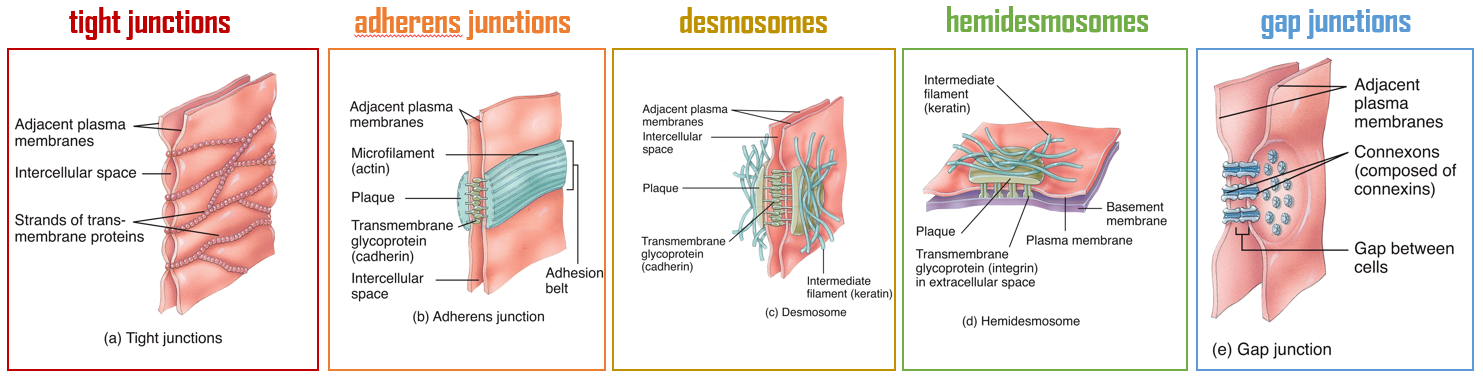 tight junctions
Adjacent plasma
membranes
Intercellular space
Strands of trans-
membrane proteins
(a) Tight junctions
adherens junctions
Adjacent plasma
membranes
Microfilament
(actin)
Plaque
Transmembrane
glycoprotein
(cadherin)
Intercellular
space
Adhesion
belt
(b) Adherens junction
desmosomes
Adjacent plasma
membranes
Intercellular
space
Plaque
Transmembrane
glycoprotein
(cadherin)
Intermediate
filament (keratin)
(c) Desmosome
hemidesmosomes
Intermediate
filament
(keratin)
Basement
membrane
Plaque
Plasma membrane
Transmembrane
glycoprotein (integrin)
in extracellular space
(d) Hemidesmosome
gap junctions
Adjacent
plasma
membranes
Connexons
(composed of
connexins)
Gap between
cells
(e) Gap junction